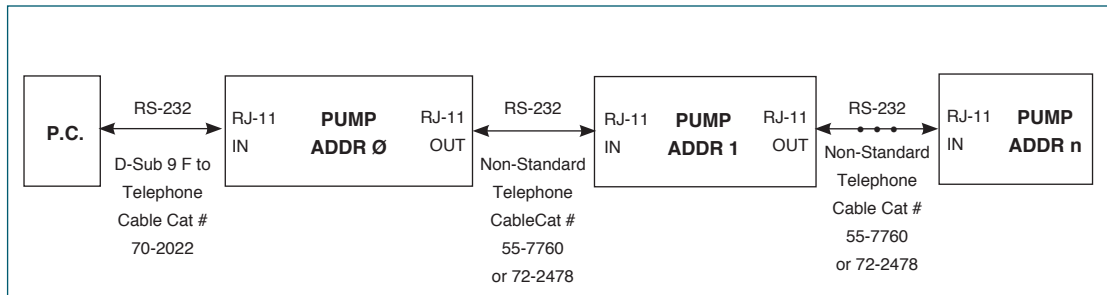 P.C.
RS-232
D-Sub 9 F to
Telephone
Cable Cat #
70-2022
RJ-11
IN
PUMP
ADDR Ø
RJ-11
OUT
RS-232
Non-Standard
Telephone
CableCat #
55-7760
or 72-2478
RJ-11
IN
PUMP
ADDR 1
RJ-11
OUT
RS-232
Non-Standard
Telephone
Cable Cat #
55-7760
or 72-2478
RJ-11
IN
PUMP
ADDR n